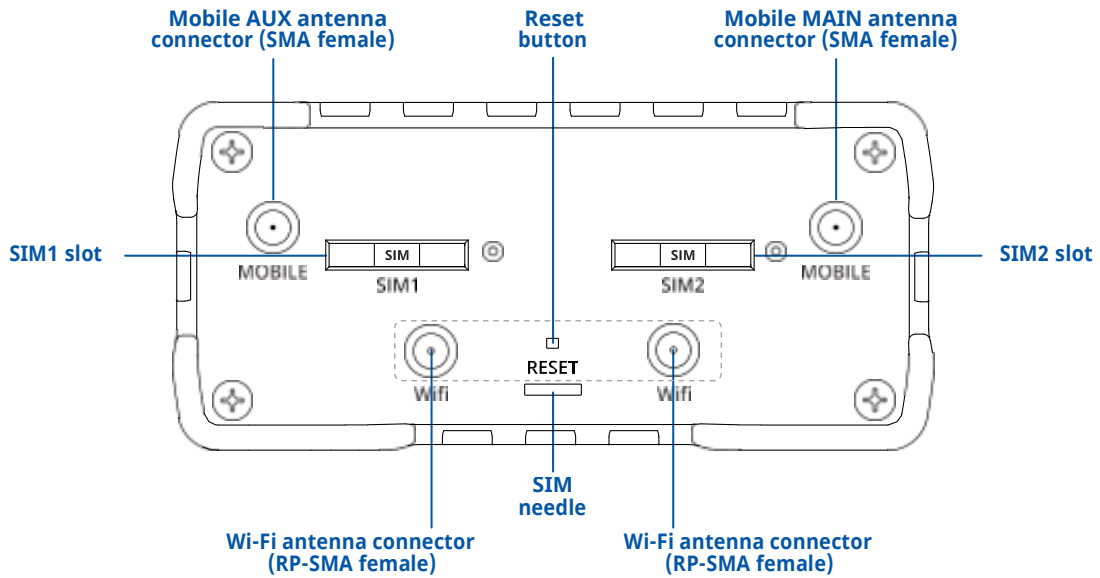 Mobile AUX antenna
connector (SMA female)
Reset
button
Mobile MAIN antenna
connector (SMA female)
SIM1 slot
MOBILE
SIM
SIM1
SIM
SIM2
MOBILE
SIM2 slot
RESET
Wifi
Wifi
SIM
needle
Wi-Fi antenna connector
(RP-SMA female)
Wi-Fi antenna connector
(RP-SMA female)